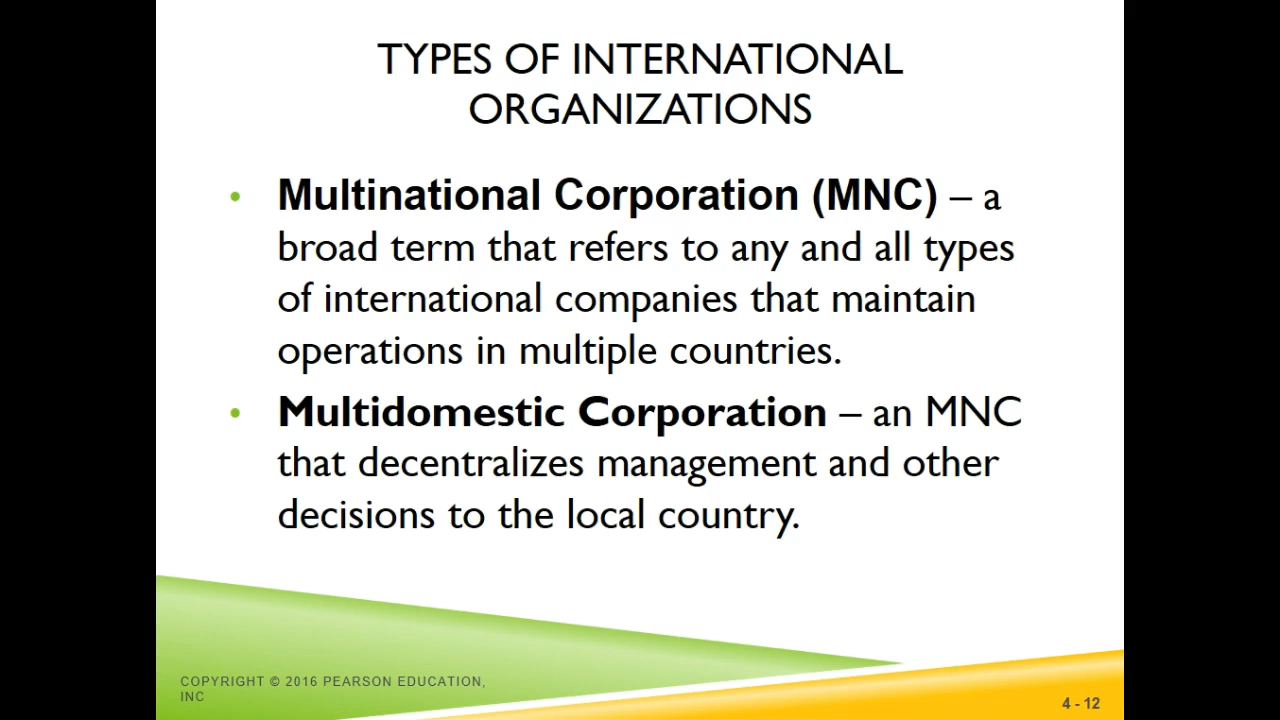 TYPES OF INTERNATIONAL
ORGANIZATIONS
• Multinational Corporation (MNC) – a
broad term that refers to any and all types
of international companies that maintain
operations in multiple countries.
• Multidomestic Corporation – an MNC
that decentralizes management and other
decisions to the local country.
COPYRIGHT © 2016 PEARSON EDUCATION,
INC
4 - 12